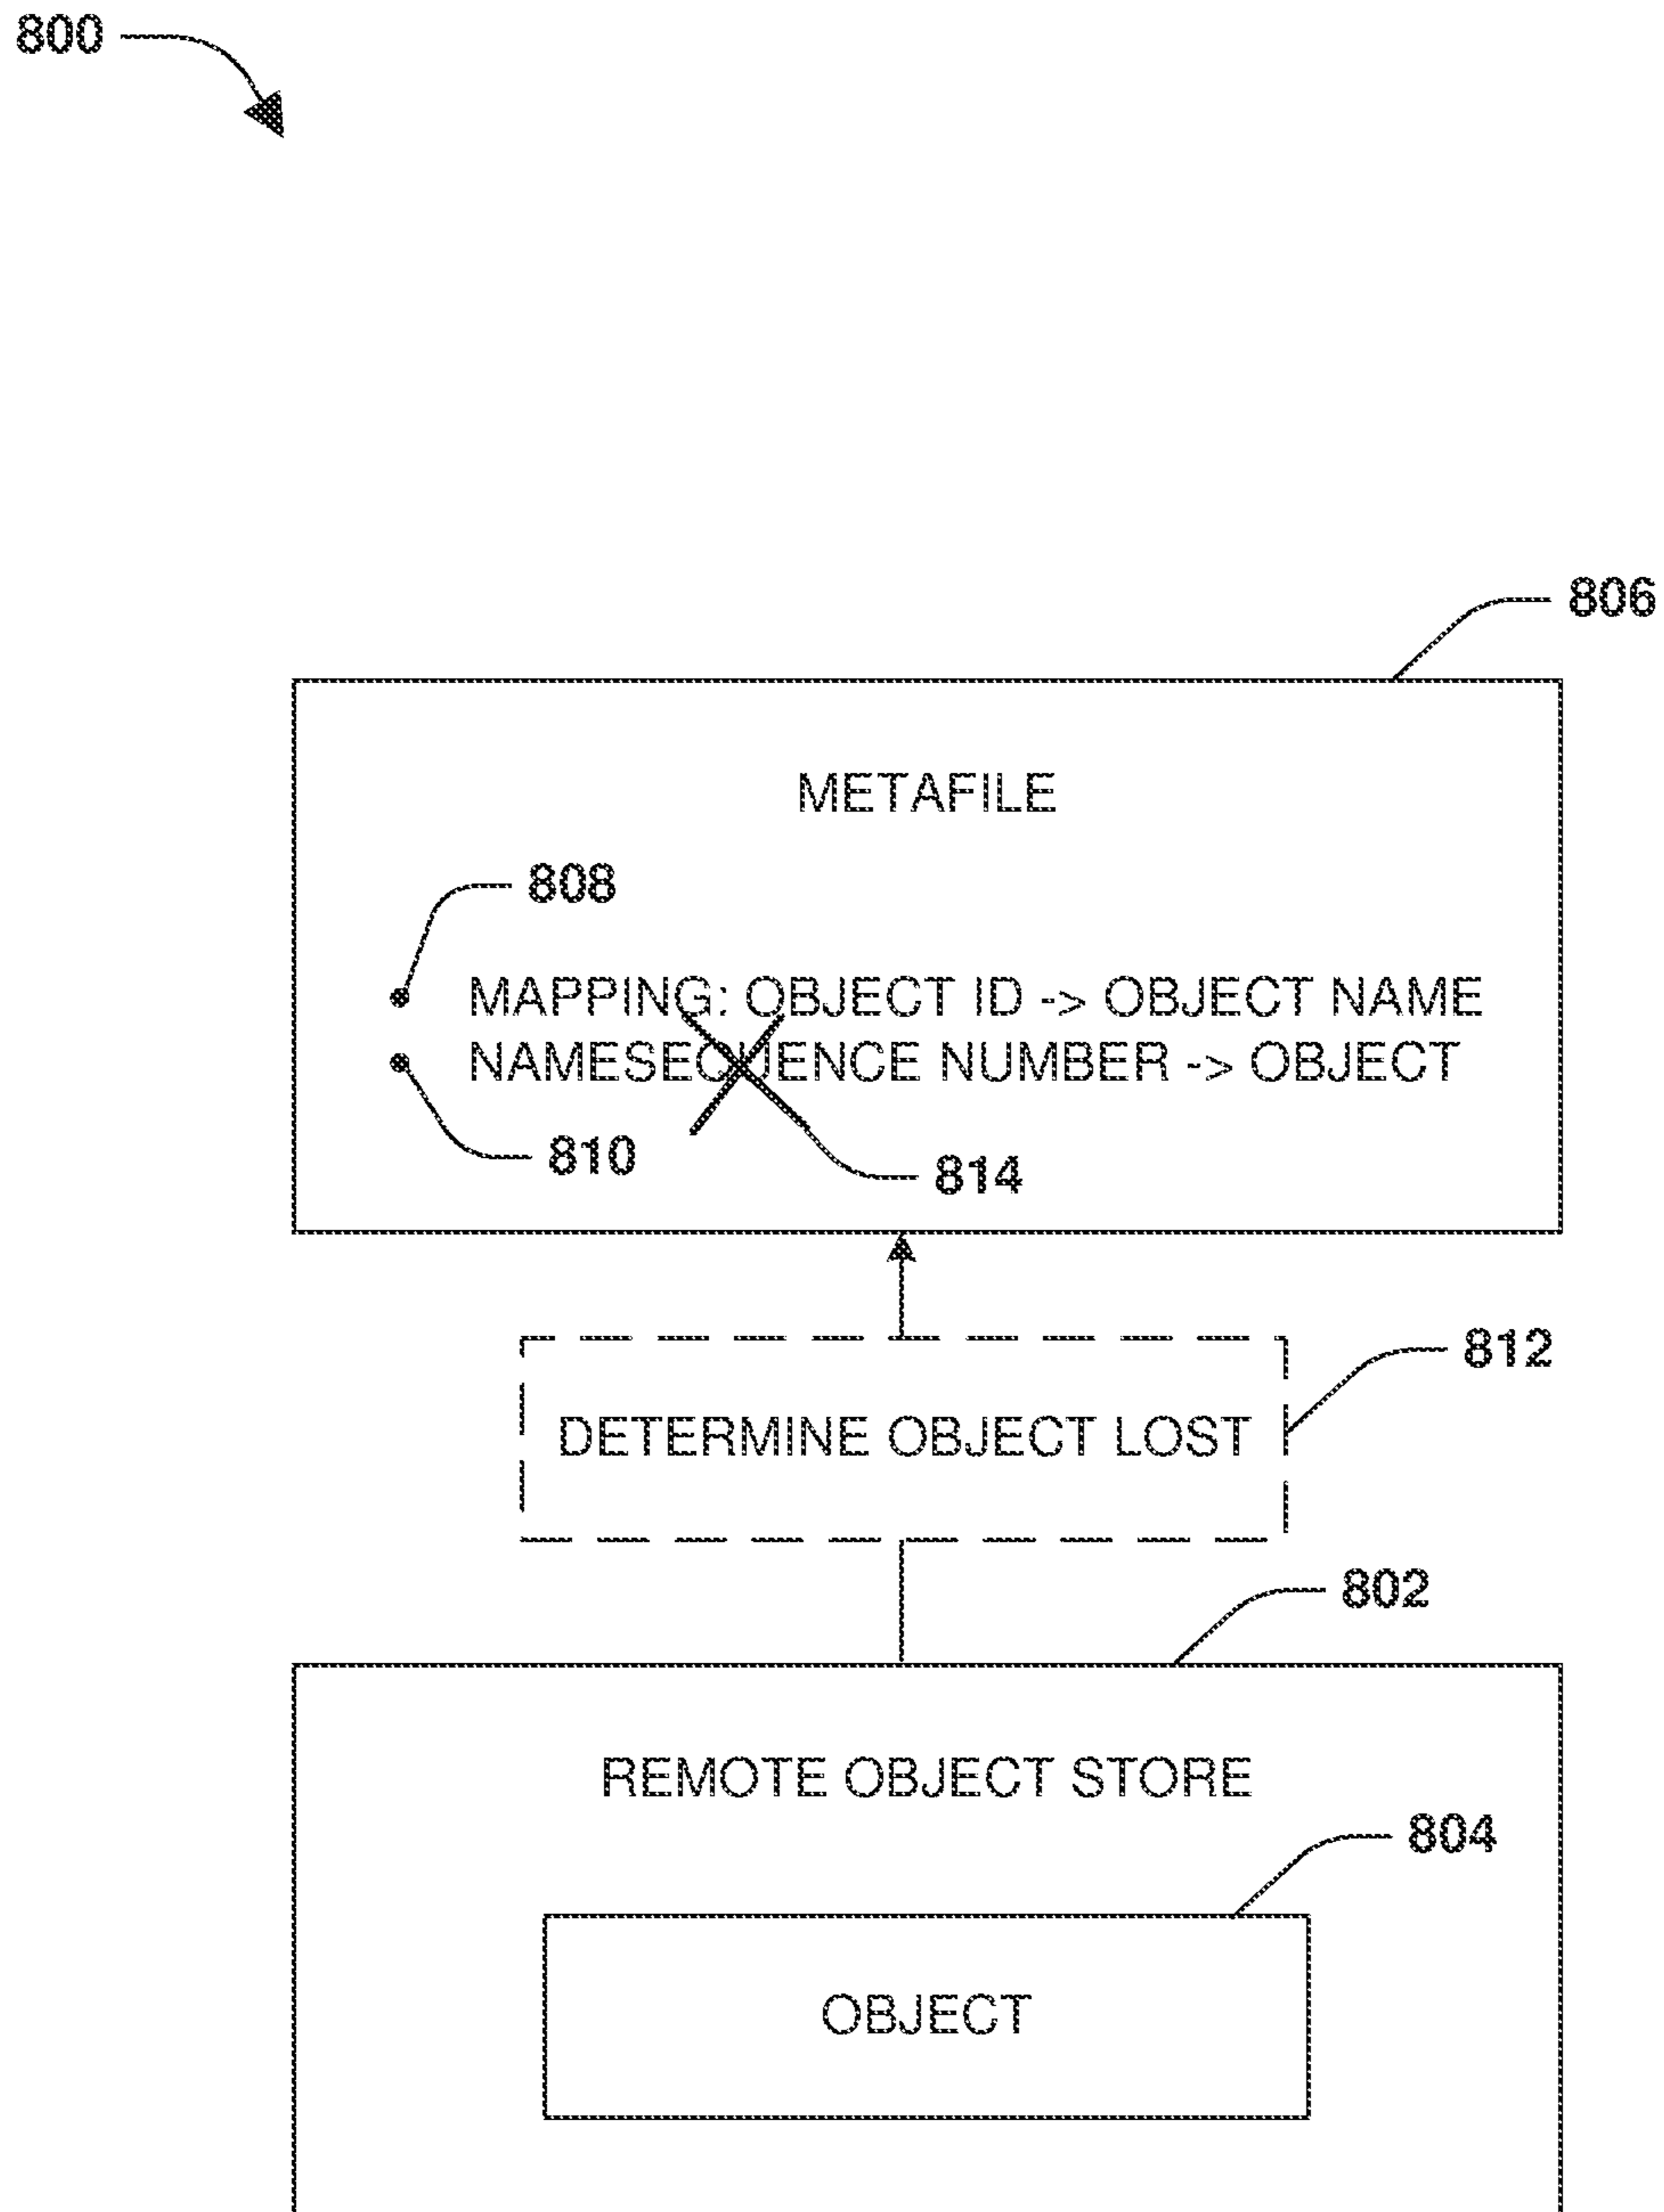 800
806
METAFILE
808
MAPPING: OBJECT ID -> OBJECT NAME
NAMESEQUENCE NUMBER -> OBJECT
810
814
812
DETERMINE OBJECT LOST
802
REMOTE OBJECT STORE
804
OBJECT